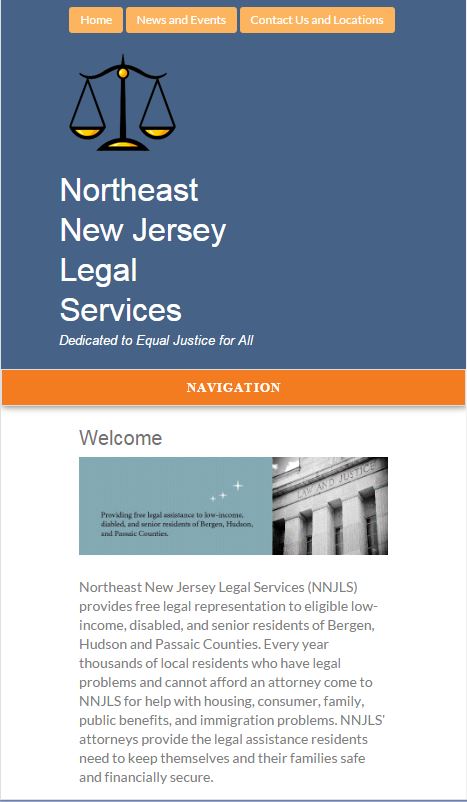 Home News and Events Contact Us and Locations
Northeast
New Jersey
Legal
Services
Dedicated to Equal Justice for All
NAVIGATION
Welcome
Providing free legal assistance to low-income,
diabled, and senior residents of Bergen, Hudson,
and Passaic Counties.
LAW AND JUSTICE
Northeast New Jersey Legal Services (NNJLS)
provides free legal representation to eligible low-
income, disabled, and senior residents of Bergen,
Hudson and Passaic Counties. Every year
thousands of local residents who have legal
problems and cannot afford an attorney come to
NNJLS for help with housing, consumer, family,
public benefits, and immigration problems. NNJLS'
attorneys provide the legal assistance residents
need to keep themselves and their families safe
and financially secure.